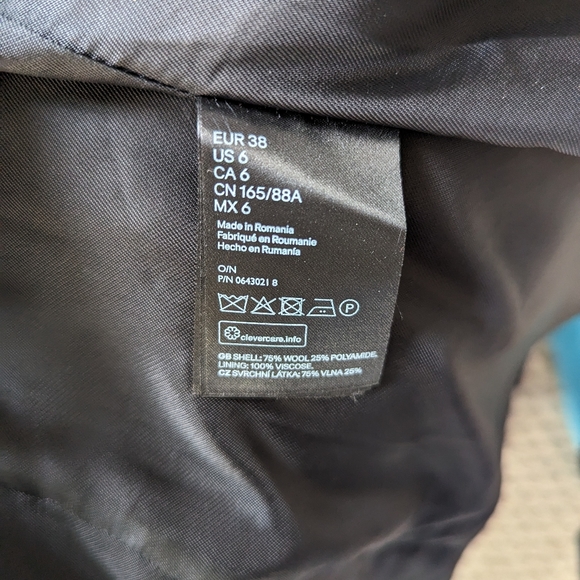 EUR 38
US 6
CA 6
CN 165/88A
MX 6
Made in Romania
Fabriqué en Roumanie
Hecho en Rumanía
O/N
P/N 0643021 8
P
clevercare.info
GB SHELL: 75% WOOL 25% POLYAMIDE.
LINING: 100% VISCOSE.
CZ SVRCHNÍ LÁTKA: 75% VLNA 25%